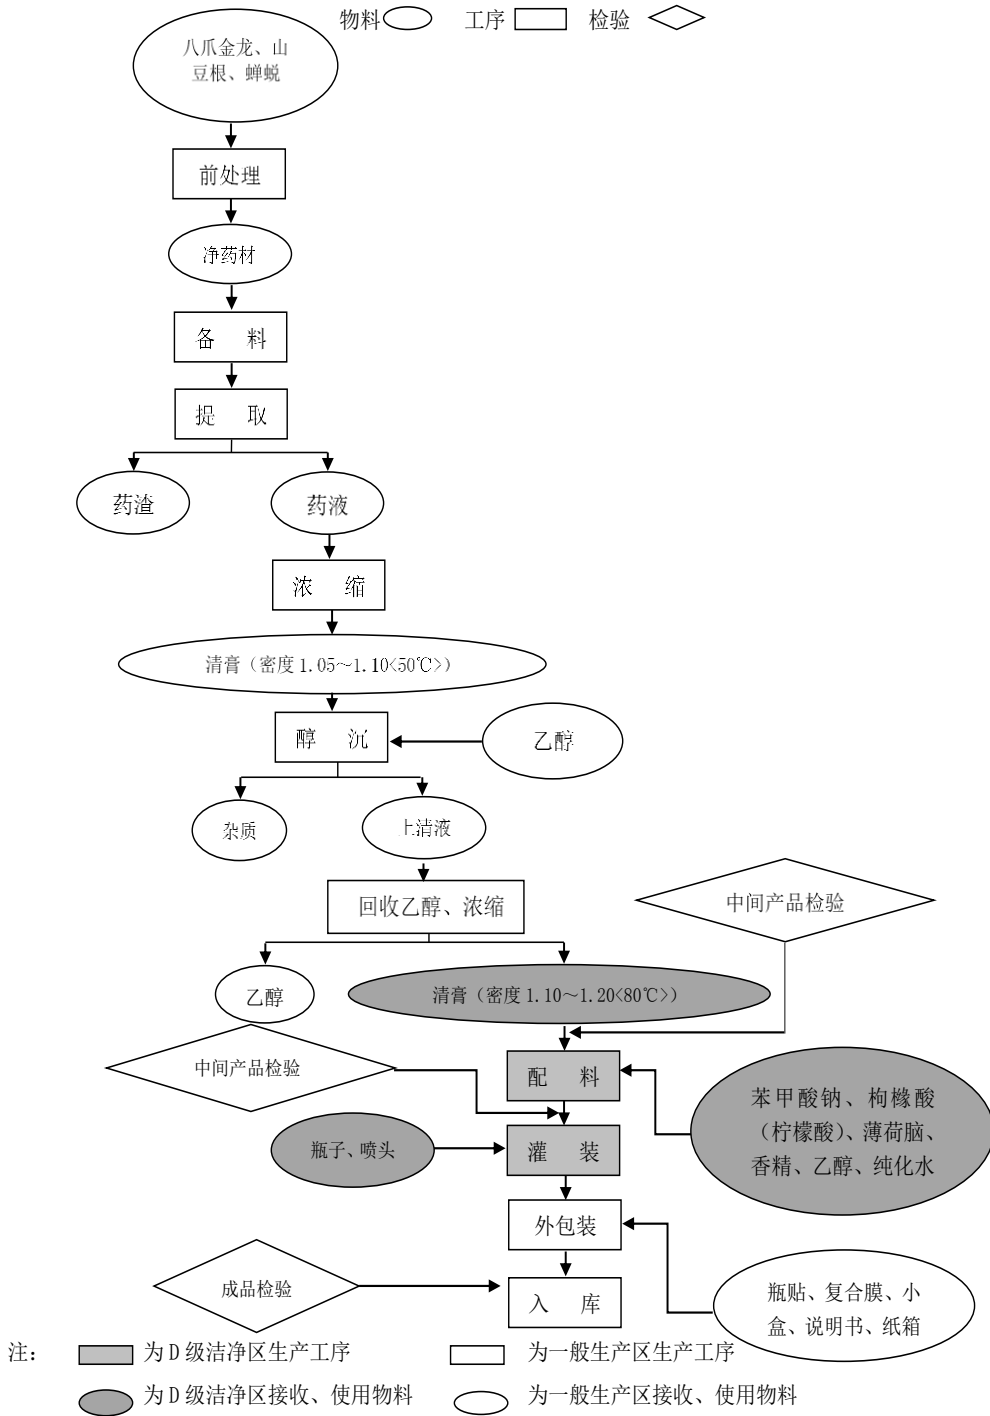 物料 工序 检验
八爪金龙、山
豆根、蝉蜕
前处理
净药材
备 料
提 取
药渣 药液
浓 缩
清膏（密度 1.05～1.10<50℃>）
醇 沉
乙醇
杂质 上清液
回收乙醇、浓缩
中间产品检验
乙醇
清膏（密度 1.10～1.20<80℃>）
中间产品检验
配 料
苯甲酸钠、枸橼酸
（柠檬酸）、薄荷脑、
香精、乙醇、纯化水
瓶子、喷头
灌 装
外包装
成品检验
入 库
瓶贴、复合膜、小
盒、说明书、纸箱
注： 为 D 级洁净区生产工序 为一般生产区生产工序
为 D 级洁净区接收、使用物料 为一般生产区接收、使用物料